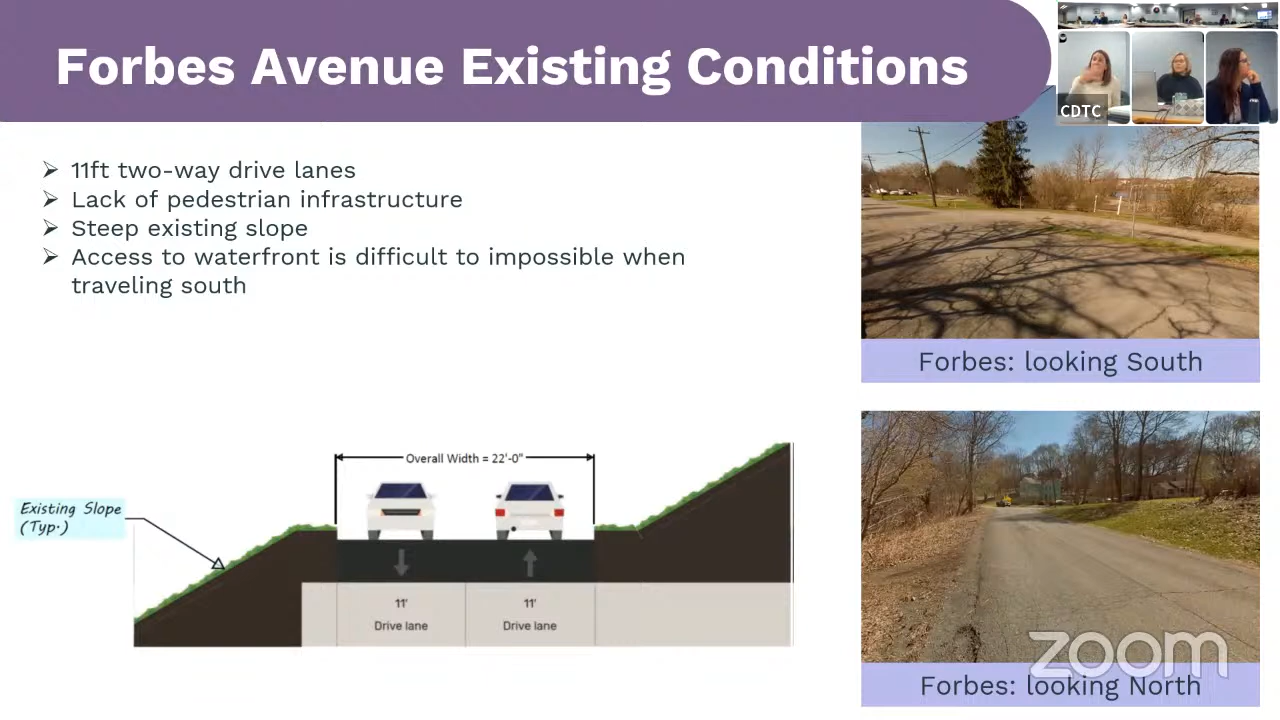 Forbes Avenue Existing Conditions
CDTC
11ft two-way drive lanes
Lack of pedestrian infrastructure
Steep existing slope
Access to waterfront is difficult to impossible when
traveling south
Forbes: looking South
Overall Width = 22'-0"
Existing Slope
(Typ.)
11'
Drive lane
11'
Drive lane
zoom
Forbes: looking North